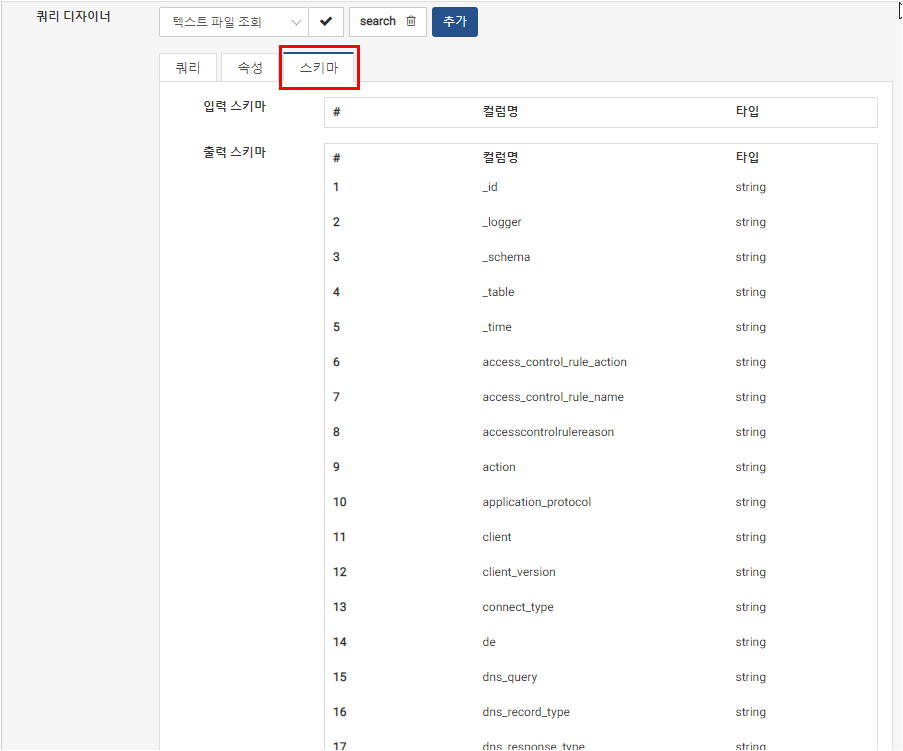 쿼리 디자이너
텍스트 파일 조회
search
추가
쿼리 속성 스키마
입력 스키마
# 컬럼명 타입
출력 스키마
# 컬럼명 타입
1 _id string
2 _logger string
3 _schema string
4 _table string
5 _time string
6 access_control_rule_action string
7 access_control_rule_name string
8 accesscontrolrulereason string
9 action string
10 application_protocol string
11 client string
12 client_version string
13 connect_type string
14 de string
15 dns_query string
16 dns_record_type string
17 dns_response_type string